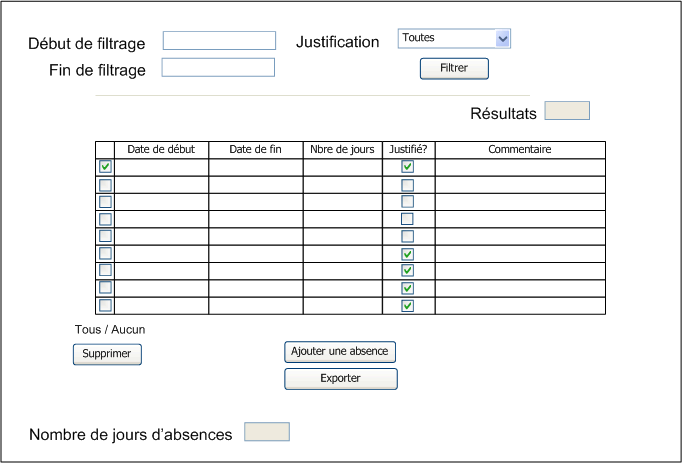 Début de filtrage
Justification
Toutes
Fin de filtrage
Filtrer
Résultats
Date de début
Date de fin
Nbre de jours
Justifié?
Commentaire
Tous / Aucun
Supprimer
Ajouter une absence
Exporter
Nombre de jours d’absences